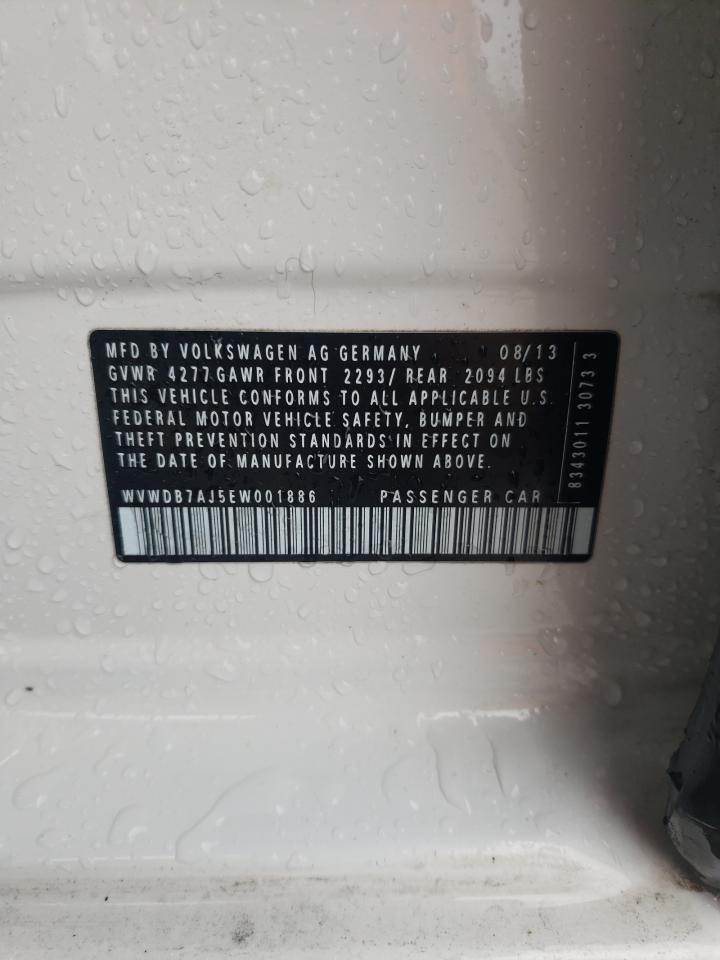 MFD BY VOLKSWAGEN AG GERMANY 08/13
GVWR 4277 GAWR FRONT 2293/ REAR 2094 LBS
THIS VEHICLE CONFORMS TO ALL APPLICABLE U.S.
FEDERAL MOTOR VEHICLE SAFETY, BUMPER AND
THEFT PREVENTION STANDARDS IN EFFECT ON
THE DATE OF MANUFACTURE SHOWN ABOVE.
WVWDB7AJ5EW001886 PASSENGER CAR
8343011 3073 3